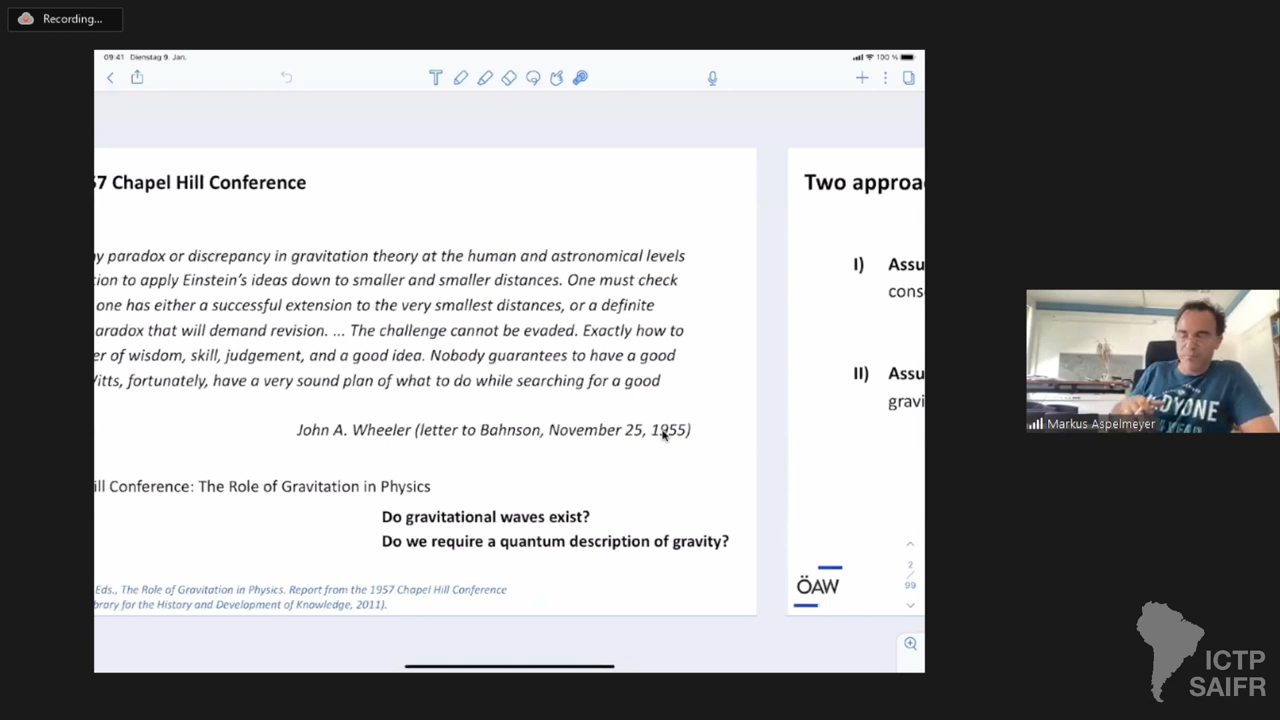 Recording...
09:41 Dienstag 9. Jan.
100 %
57 Chapel Hill Conference
y paradox or discrepancy in gravitation theory at the human and astronomical levels
tion to apply Einstein's ideas down to smaller and smaller distances. One must check
one has either a successful extension to the very smallest distances, or a definite
aradox that will demand revision. ... The challenge cannot be evaded. Exactly how to
er of wisdom, skill, judgement, and a good idea. Nobody guarantees to have a good
itts, fortunately, have a very sound plan of what to do while searching for a good
John A. Wheeler (letter to Bahnson, November 25, 1955)
ill Conference: The Role of Gravitation in Physics
Do gravitational waves exist?
Do we require a quantum description of gravity?
Eds., The Role of Gravitation in Physics. Report from the 1957 Chapel Hill Conference
brary for the History and Development of Knowledge, 2011).
Two approa
I) Assu
cons
II) Assu
gravi
2
/
99
ÖAW
Markus Aspelmeyer
ICTP
SAIFR